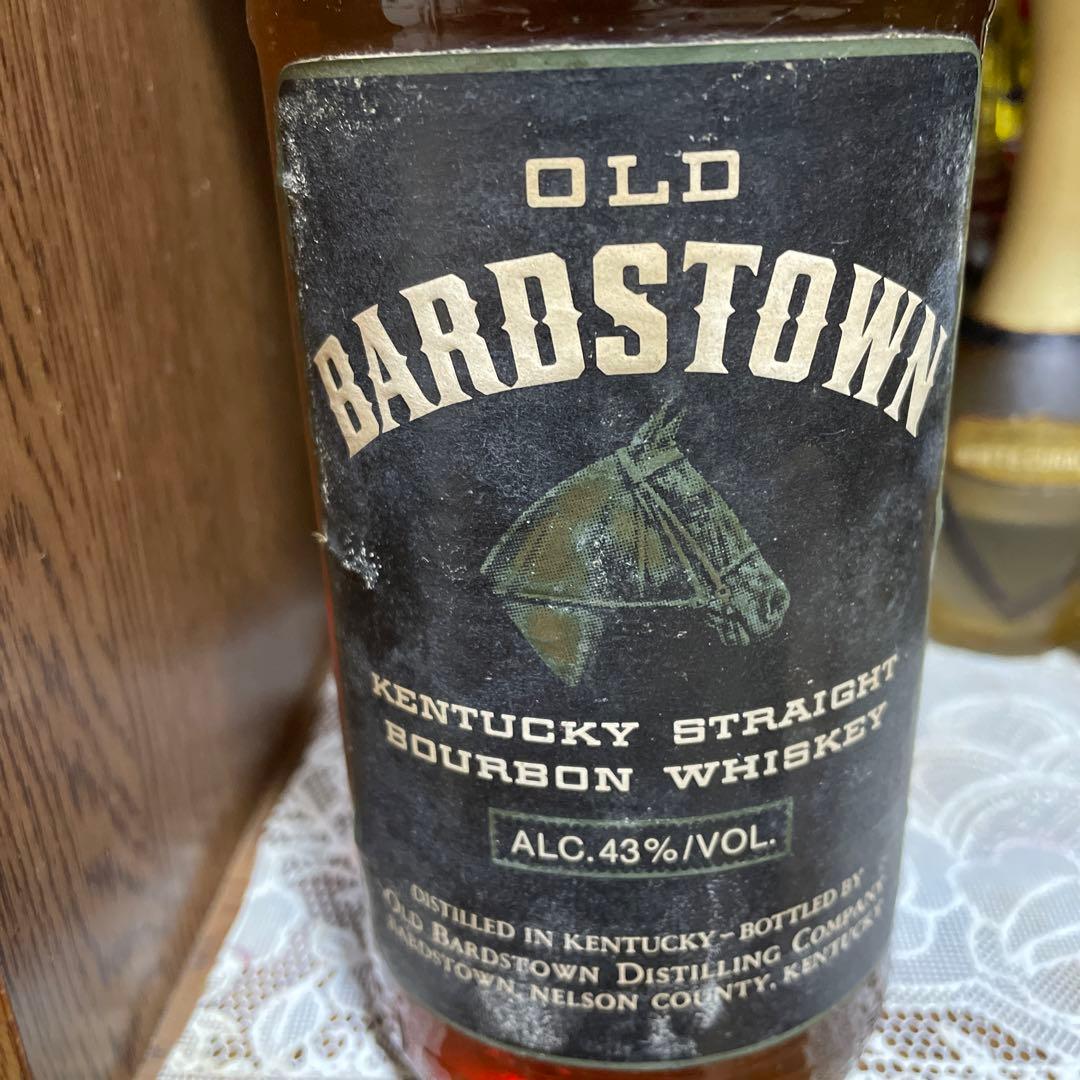 OLD
BARDSTOWN
KENTUCKY STRAIGHT
BOURBON WHISKEY
ALC.43%/VOL.
DISTILLED IN KENTUCKY-BOTTLED BY
OLD BARDSTOWN DISTILLING COMPANY
BARDSTOWN, NELSON COUNTY, KENTUCKY